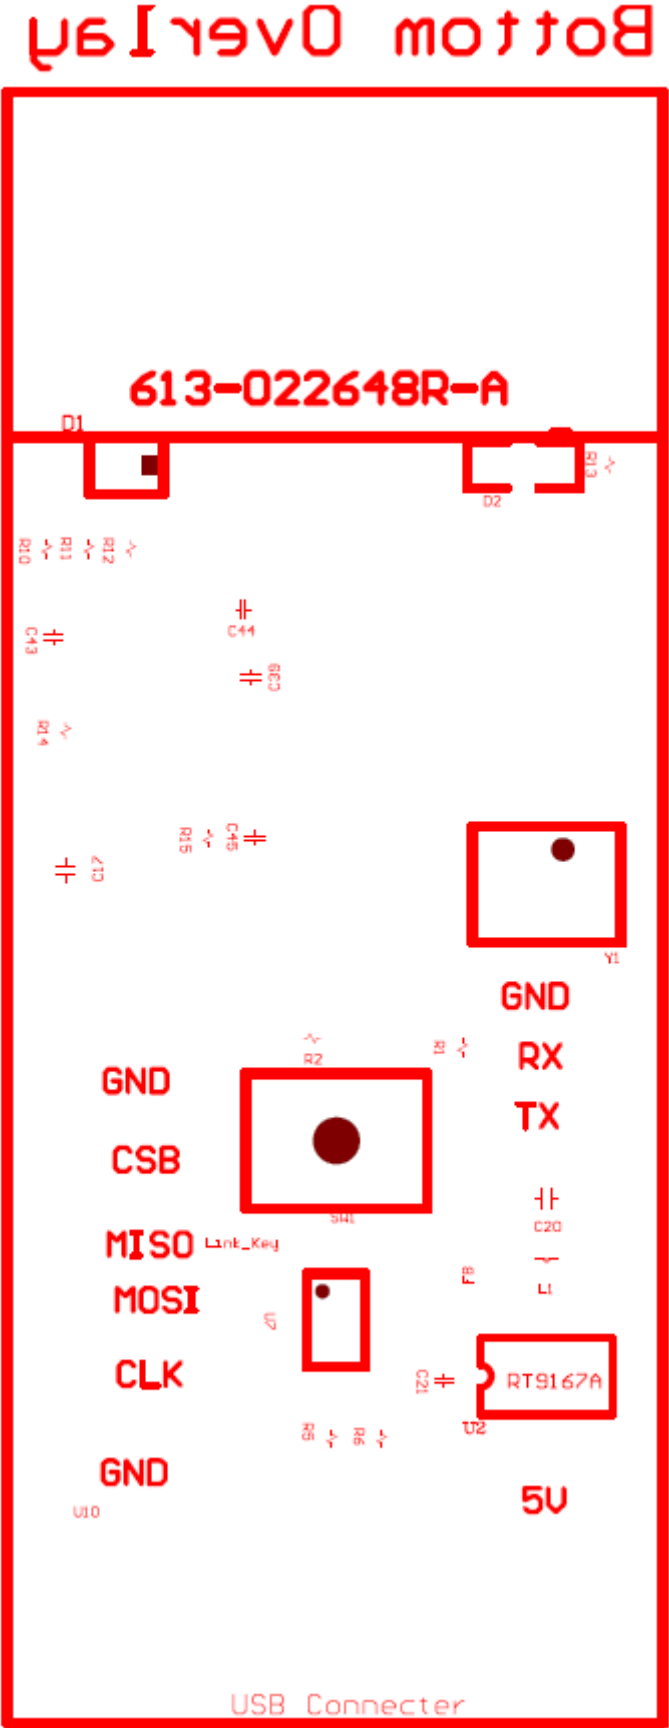 Bottom Overlay
613-022648R-A
D1
R13
D2
R10 R11 R12
C44
C43
C39
R14
R15 C45
C17
Y1
GND
RX
R1
R2
GND
TX
CSB
SW1
C20
MISO Link_Key
FB
L1
MOSI
U7
CLK
C21
RT9167A
U2
R5 R6
GND
5V
U10
USB Connecter